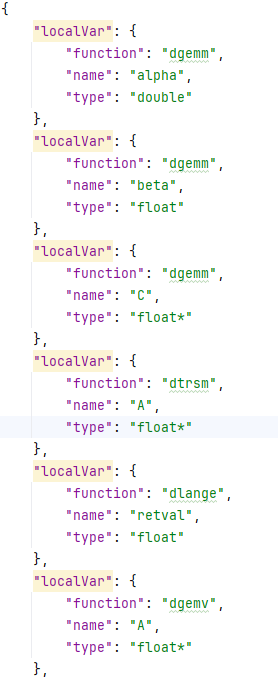 {
    "localVar": {
        "function": "dgemm",
        "name": "alpha",
        "type": "double"
    },
    "localVar": {
        "function": "dgemm",
        "name": "beta",
        "type": "float"
    },
    "localVar": {
        "function": "dgemm",
        "name": "C",
        "type": "float*"
    },
    "localVar": {
        "function": "dtrsm",
        "name": "A",
        "type": "float*"
    },
    "localVar": {
        "function": "dlange",
        "name": "retval",
        "type": "float"
    },
    "localVar": {
        "function": "dgemv",
        "name": "A",
        "type": "float*"
    },